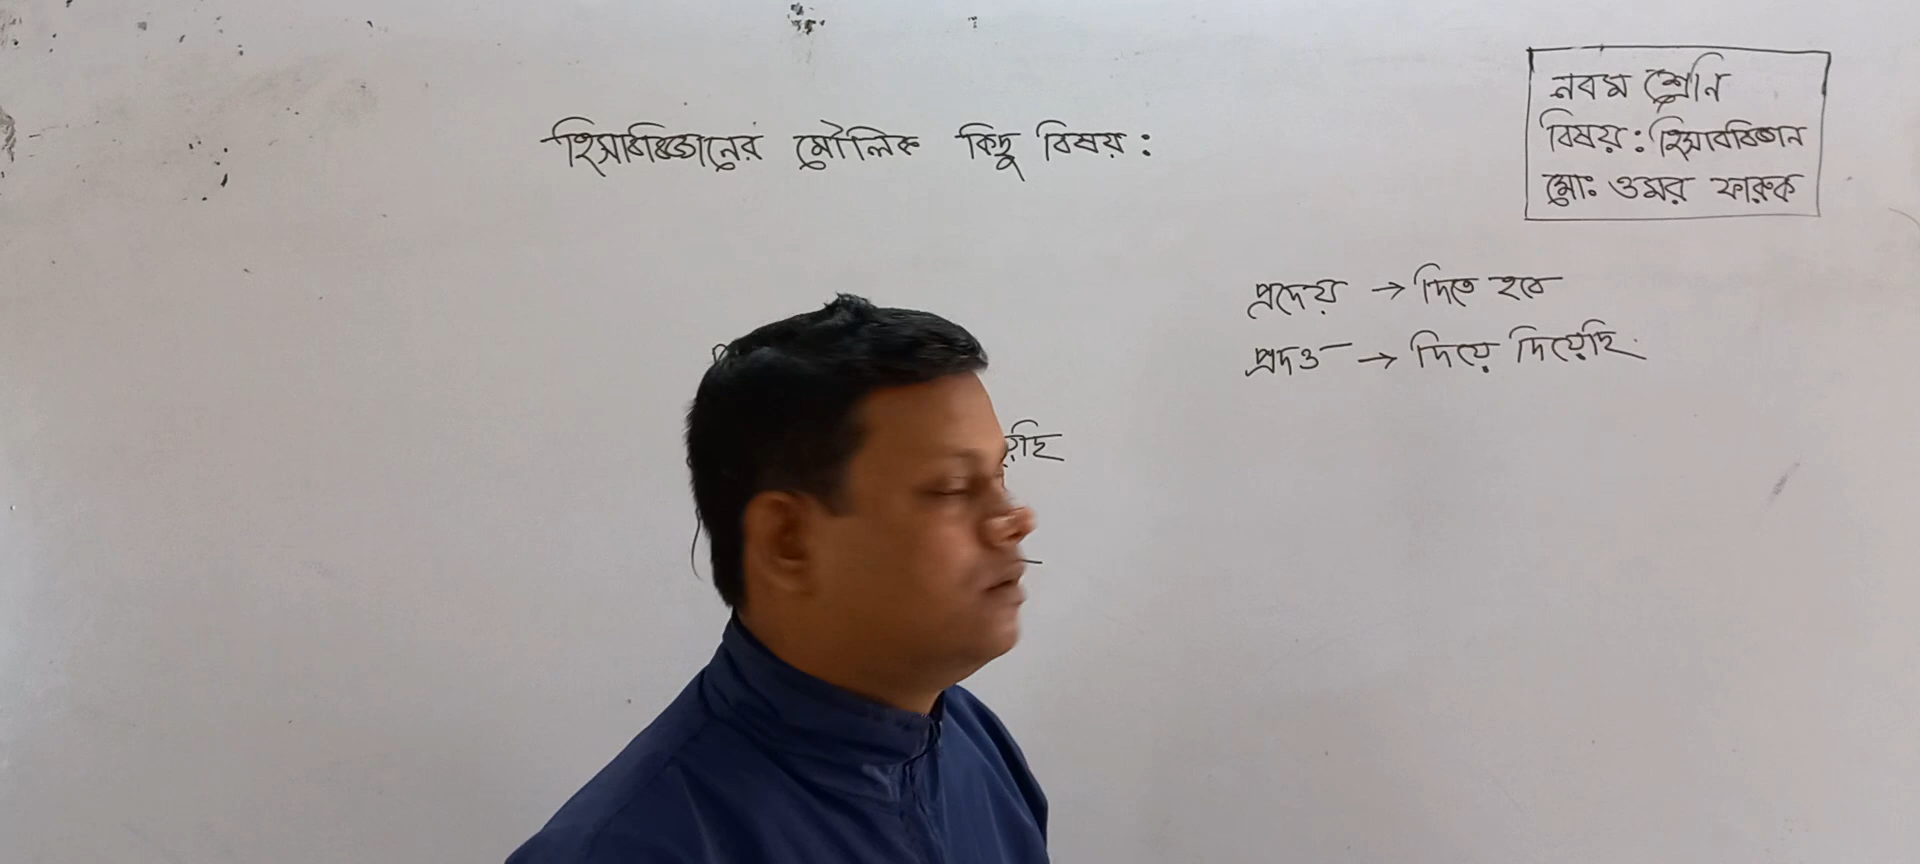 হিসাববিজ্ঞানের মৌলিক কিছু বিষয় :
নবম শ্রেণি
বিষয় : হিসাববিজ্ঞান
মোঃ ওমর ফারুক
প্রদেয় → দিতে হবে
প্রদত্ত → দিয়ে দিয়েছি